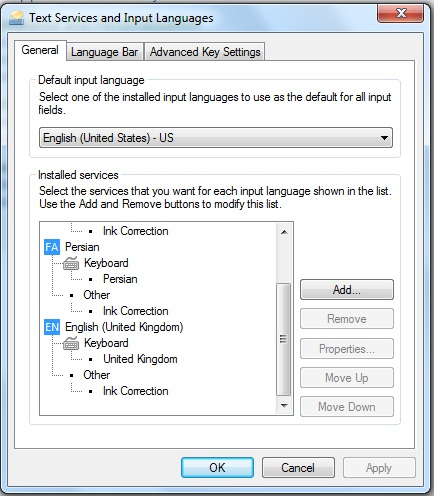 Text Services and Input Languages
General
Language Bar
Advanced Key Settings
Default input language
Select one of the installed input languages to use as the default for all input
fields.
English (United States) - US
Installed services
Select the services that you want for each input language shown in the list.
Use the Add and Remove buttons to modify this list.
Ink Correction
FA Persian
Keyboard
Persian
Other
Ink Correction
EN English (United Kingdom)
Keyboard
United Kingdom
Other
Ink Correction
Add...
Remove
Properties...
Move Up
Move Down
OK
Cancel
Apply